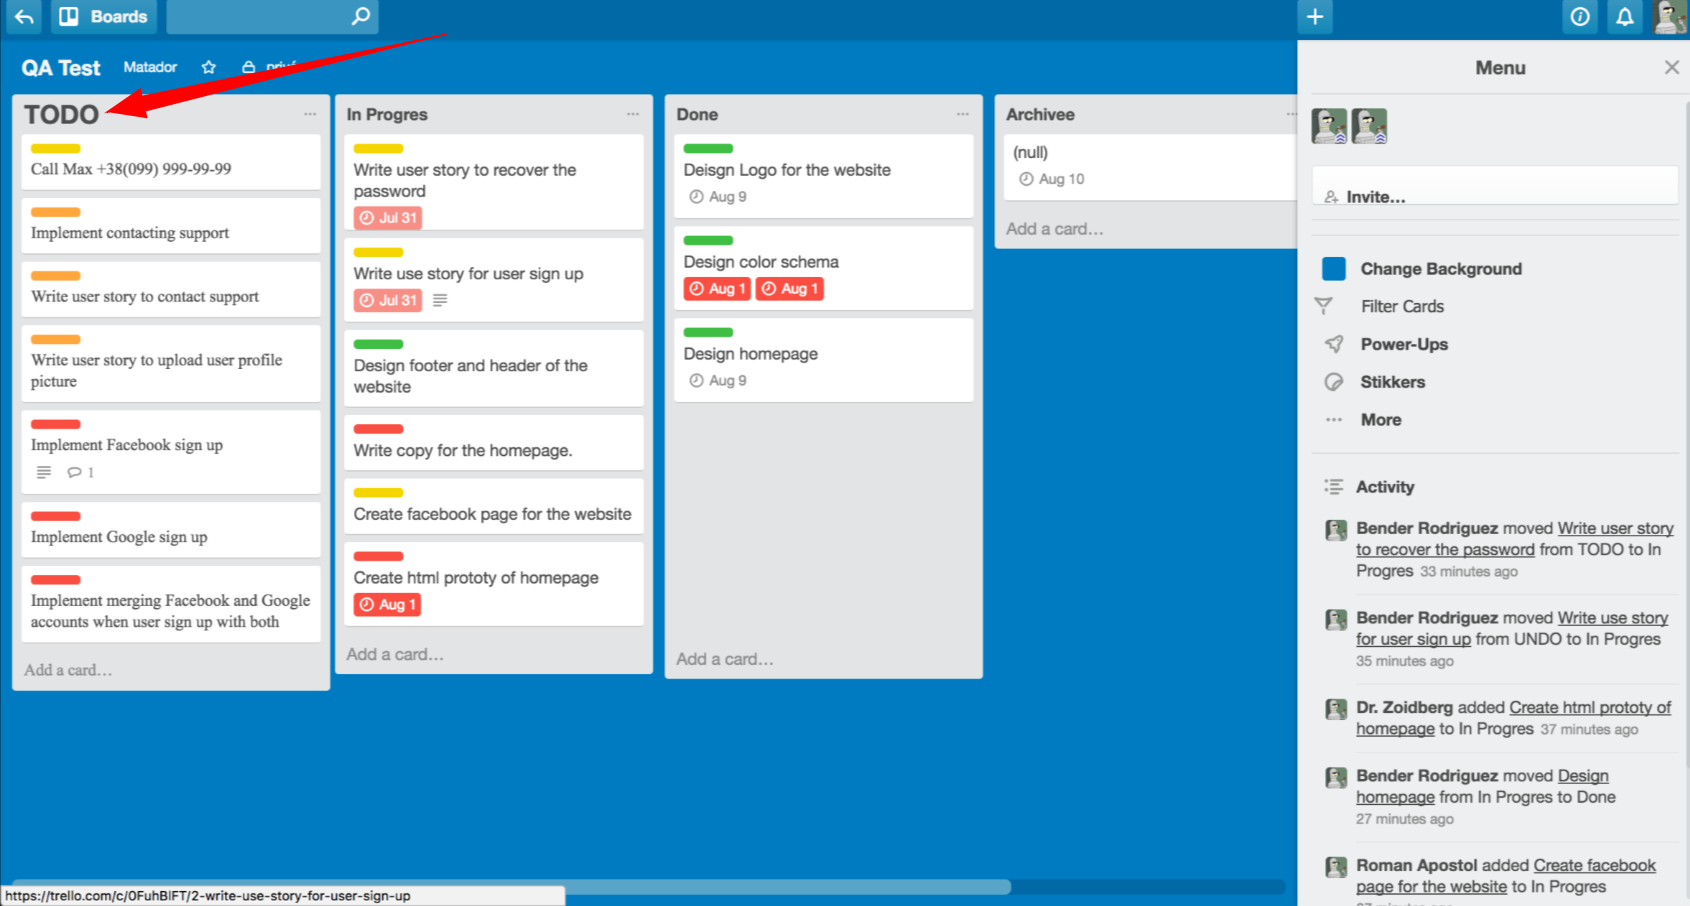 Boards
QA Test Matador
TODO
Call Max +38(099) 999-99-99
Implement contacting support
Write user story to contact support
Write user story to upload user profile
picture
Implement Facebook sign up
1
Implement Google sign up
Implement merging Facebook and Google
accounts when user sign up with both
Add a card...
In Progres
Write user story to recover the
password
Jul 31
Write use story for user sign up
Jul 31
Design footer and header of the
website
Write copy for the homepage.
Create facebook page for the website
Create html prototy of homepage
Aug 1
Add a card...
Done
Deisgn Logo for the website
Aug 9
Design color schema
Aug 1 Aug 1
Design homepage
Aug 9
Add a card...
Archivee
(null)
Aug 10
Add a card...
Menu
Invite...
Change Background
Filter Cards
Power-Ups
Stikkers
More
Activity
Bender Rodriguez moved Write user story
to recover the password from TODO to In
Progres 33 minutes ago
Bender Rodriguez moved Write use story
for user sign up from UNDO to In Progres
35 minutes ago
Dr. Zoidberg added Create html prototy of
homepage to In Progres 37 minutes ago
Bender Rodriguez moved Design
homepage from In Progres to Done
27 minutes ago
Roman Apostol added Create facebook
page for the website to In Progres
https://trello.com/c/0FuhBlFT/2-write-use-story-for-user-sign-up